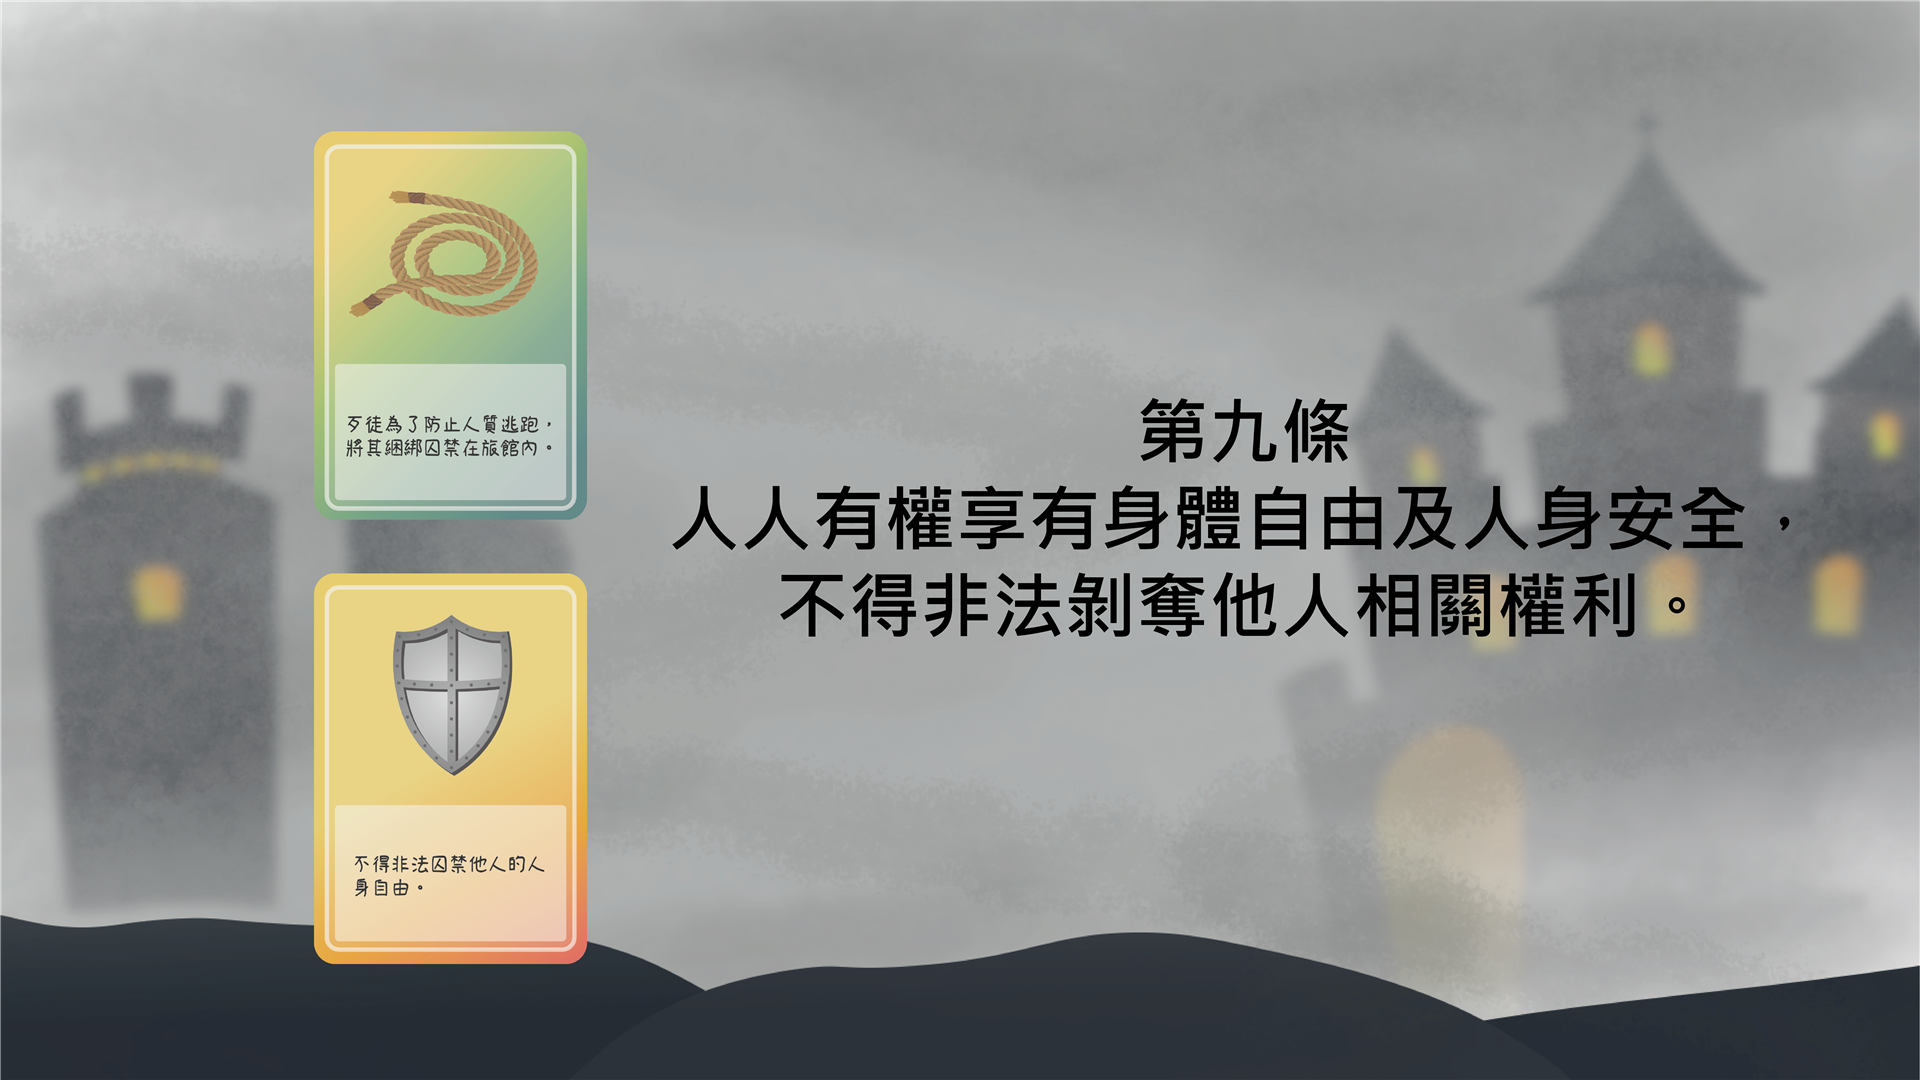 歹徒為了防止人質逃跑，
將其綑綁囚禁在旅館內。
不得非法囚禁他人的人
身自由。
第九條
人人有權享有身體自由及人身安全，
不得非法剝奪他人相關權利。